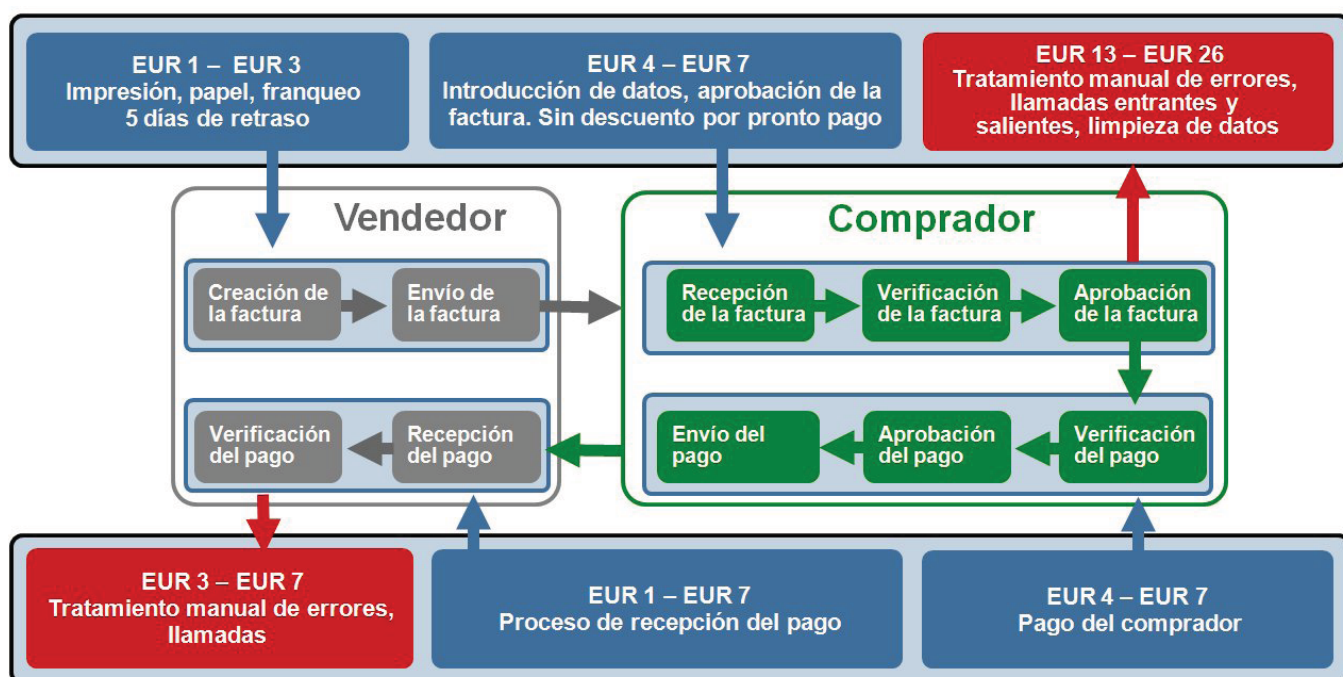 EUR 1 – EUR 3
Impresión, papel, franqueo
5 días de retraso
EUR 4 – EUR 7
Introducción de datos, aprobación de la
factura. Sin descuento por pronto pago
EUR 13 – EUR 26
Tratamiento manual de errores,
llamadas entrantes y
salientes, limpieza de datos
Vendedor
Creación de
la factura
Envío de
la factura
Comprador
Recepción
de la factura
Verificación
de la factura
Aprobación
de la factura
Verificación
del pago
Recepción
del pago
Envío del
pago
Aprobación
del pago
Verificación
del pago
EUR 3 – EUR 7
Tratamiento manual de errores,
llamadas
EUR 1 – EUR 7
Proceso de recepción del pago
EUR 4 – EUR 7
Pago del comprador